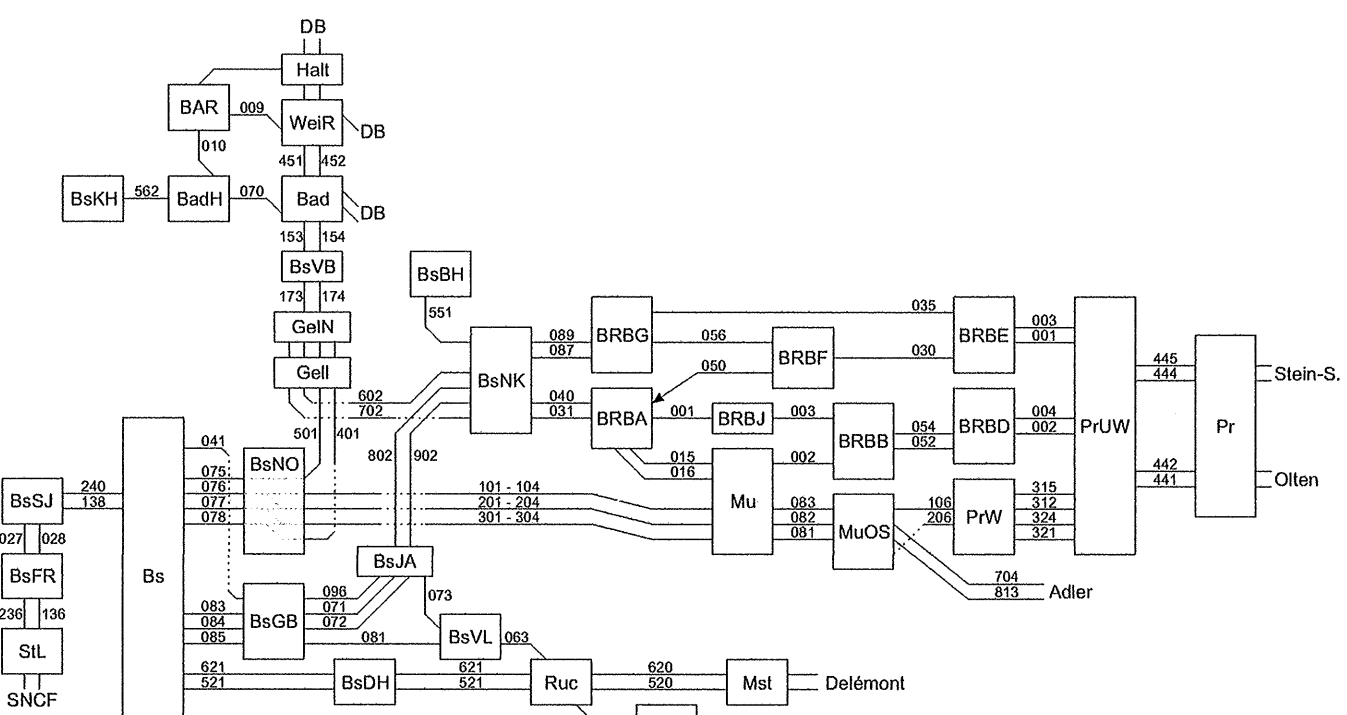 DB
Halt
BAR
009
WeiR
DB
010
451
452
BsKH
562
BadH
070
Bad
DB
153
154
BsVB
BsBH
173
174
551
GeIN
GeII
089
087
BRBG
035
056
BRBF
030
BRBE
003
001
050
BsNK
602
702
040
031
BRBA
001
BRBJ
003
BRBB
054
052
BRBD
004
002
PrUW
445
444
Pr
Stein-S.
442
441
Olten
501
401
802
902
041
BsNO
075
076
077
078
015
016
Mu
002
101 - 104
201 - 204
301 - 304
083
082
081
MuOS
106
206
PrW
315
312
324
321
704
813
Adler
BsSJ
240
138
027
028
BsFR
236
136
StL
SNCF
Bs
BsJA
096
071
072
073
083
084
085
BsGB
081
BsVL
063
621
521
BsDH
621
521
Ruc
620
520
Mst
Delémont